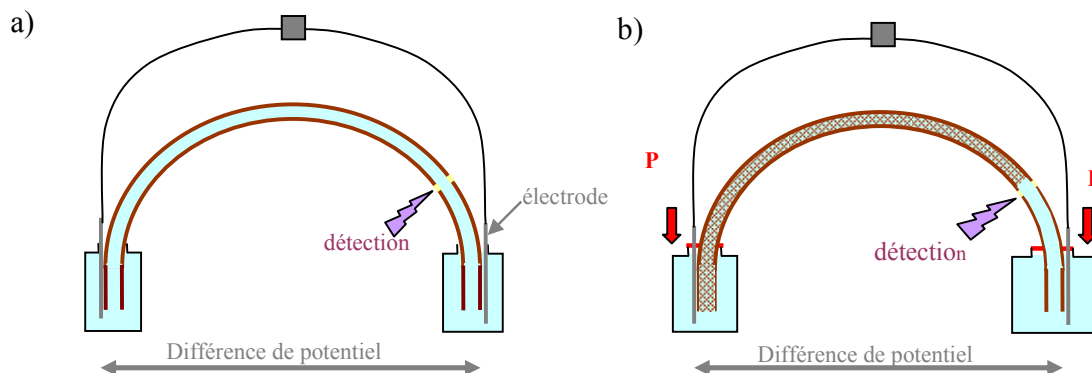 a)
b)
P
P
électrode
détection
détection
Différence de potentiel
Différence de potentiel